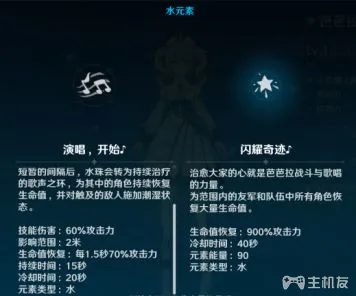 水元素
演唱，开始♪
短暂的间隔后，水珠会转为持续治疗
的歌声之环，为其中的角色持续恢复
生命值，并对触及的敌人施加潮湿状
态。
技能伤害：60%攻击力
影响范围：2米
生命值恢复：每1.5秒70%攻击力
持续时间：15秒
冷却时间：20秒
元素类型：水
闪耀奇迹♪
治愈大家的心就是芭芭拉战斗与歌唱
的力量。
为范围内的友军和队伍中所有角色恢
复大量生命值。
生命值恢复：900%攻击力
冷却时间：40秒
元素能量：90
元素类型：水
主机友